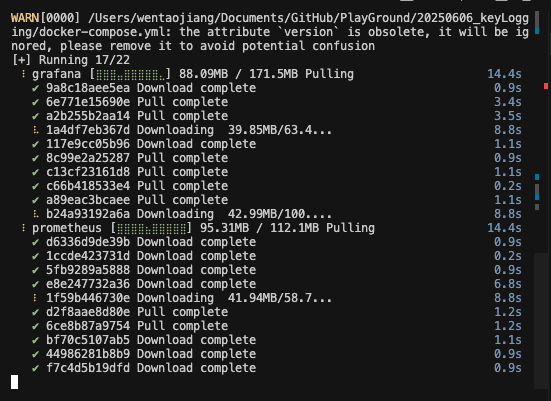 WARN[0000] /Users/wentaojiang/Documents/GitHub/PlayGround/20250606_keyLogg
ing/docker-compose.yml: the attribute `version` is obsolete, it will be ig
nored, please remove it to avoid potential confusion
[+] Running 17/22
⠸ grafana [⣿⣿⣿⣤⣿⣿⣿⣿⣿⣄] 88.09MB / 171.5MB Pulling 14.4s
✔ 9a8c18aee5ea Download complete 0.9s
✔ 6e771e15690e Pull complete 3.4s
✔ a2b255b2aa14 Pull complete 3.5s
⠧ 1a4df7eb367d Downloading 39.85MB/63.4... 8.8s
✔ 117e9cc05b96 Download complete 1.1s
✔ 8c99e2a25287 Pull complete 0.9s
✔ c13cf23161d8 Pull complete 1.1s
✔ c66b418533e4 Pull complete 0.2s
✔ a89eac3bcaee Pull complete 1.1s
⠧ b24a93192a6a Downloading 42.99MB/100.... 8.8s
⠸ prometheus [⣿⣿⣿⣿⣦⣿⣿⣿⣿⣿] 95.31MB / 112.1MB Pulling 14.4s
✔ d6336d9de39b Download complete 0.9s
✔ 1ccde423731d Download complete 0.2s
✔ 5fb9289a5888 Download complete 0.9s
✔ e8e247732a36 Download complete 6.8s
⠸ 1f59b446730e Downloading 41.94MB/58.7... 8.8s
✔ d2f8aae8d80e Pull complete 1.2s
✔ 6ce8b87a9754 Pull complete 1.2s
✔ bf70c5107ab5 Download complete 1.1s
✔ 44986281b8b9 Download complete 0.9s
✔ f7c4d5b19dfd Download complete 0.9s